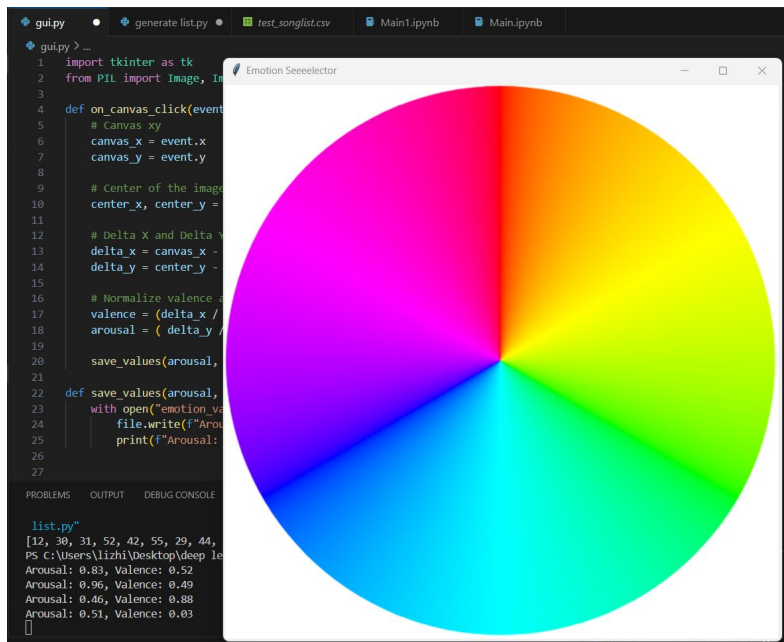 gui.py generate list.py test_songlist.csv Main1.ipynb Main.ipynb
gui.py > ...
Emotion Seeeelector
1 import tkinter as tk
2 from PIL import Image, Im
3
4 def on_canvas_click(event
5 # Canvas xy
6 canvas_x = event.x
7 canvas_y = event.y
8
9 # Center of the image
10 center_x, center_y =
11
12 # Delta X and Delta Y
13 delta_x = canvas_x -
14 delta_y = center_y -
15
16 # Normalize valence a
17 valence = (delta_x /
18 arousal = ( delta_y /
19
20 save_values(arousal,
21
22 def save_values(arousal,
23 with open("emotion_va
24 file.write(f"Arou
25 print(f"Arousal:
26
27
PROBLEMS OUTPUT DEBUG CONSOLE
list.py"
[12, 30, 31, 52, 42, 55, 29, 44,
PS C:\Users\lizhi\Desktop\deep le
Arousal: 0.83, Valence: 0.52
Arousal: 0.96, Valence: 0.49
Arousal: 0.46, Valence: 0.88
Arousal: 0.51, Valence: 0.03